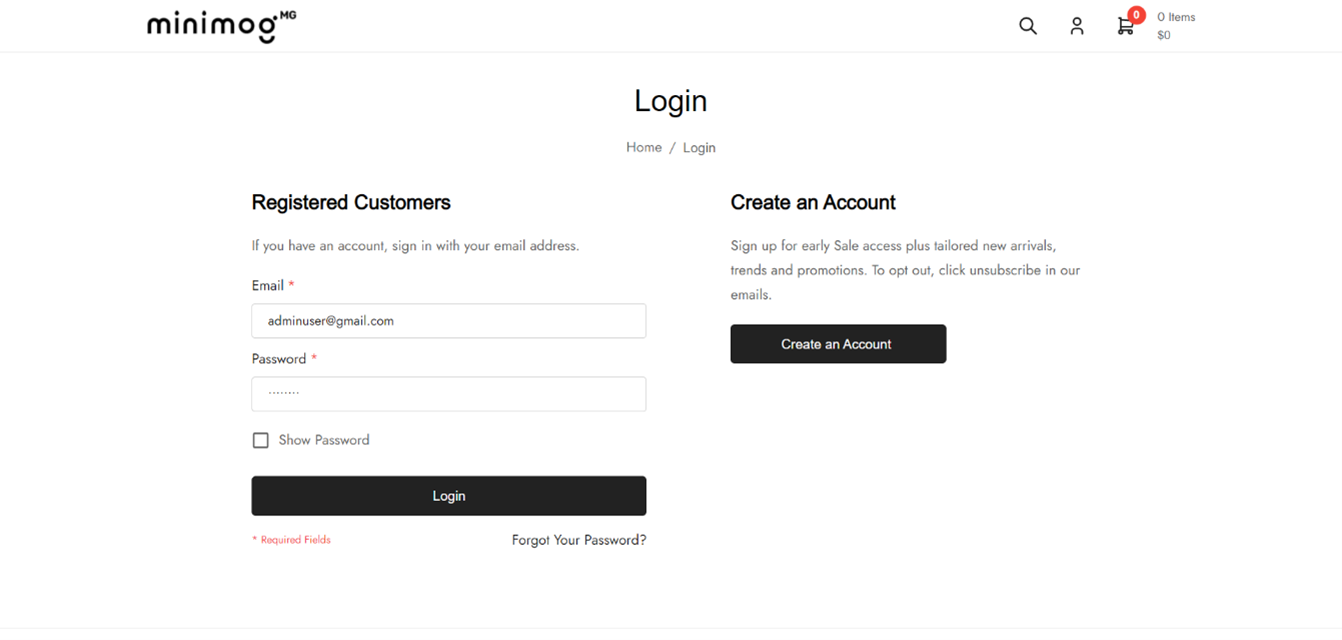 minimog MG
0
0 Items
$0
Login
Home / Login
Registered Customers
If you have an account, sign in with your email address.
Email *
adminuser@gmail.com
Password *
········
Show Password
Login
* Required Fields
Forgot Your Password?
Create an Account
Sign up for early Sale access plus tailored new arrivals,
trends and promotions. To opt out, click unsubscribe in our
emails.
Create an Account